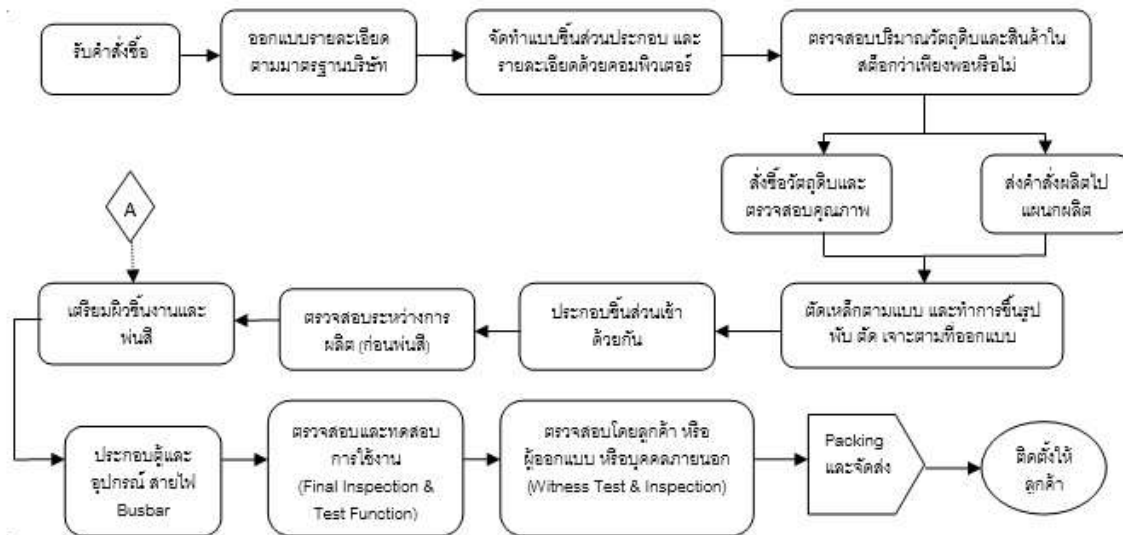 รับคำสั่งซื้อ
ออกแบบรายละเอียด
ตามมาตรฐานบริษัท
จัดทำแบบชิ้นส่วนประกอบ และ
รายละเอียดด้วยคอมพิวเตอร์
ตรวจสอบปริมาณวัตถุดิบและสินค้าใน
สต็อกว่าเพียงพอหรือไม่
สั่งซื้อวัตถุดิบและ
ตรวจสอบคุณภาพ
ส่งคำสั่งผลิตไป
แผนกผลิต
ตัดเหล็กตามแบบ และทำการขึ้นรูป
พับ ตัด เจาะตามที่ออกแบบ
ประกอบชิ้นส่วนเข้า
ด้วยกัน
ตรวจสอบระหว่างการ
ผลิต (ก่อนพ่นสี)
A
เตรียมผิวชิ้นงานและ
พ่นสี
ประกอบตู้และ
อุปกรณ์ สายไฟ
Busbar
ตรวจสอบและทดสอบ
การใช้งาน
(Final Inspection &
Test Function)
ตรวจสอบโดยลูกค้า หรือ
ผู้ออกแบบ หรือบุคคลภายนอก
(Witness Test & Inspection)
Packing
และจัดส่ง
ติดตั้งให้
ลูกค้า